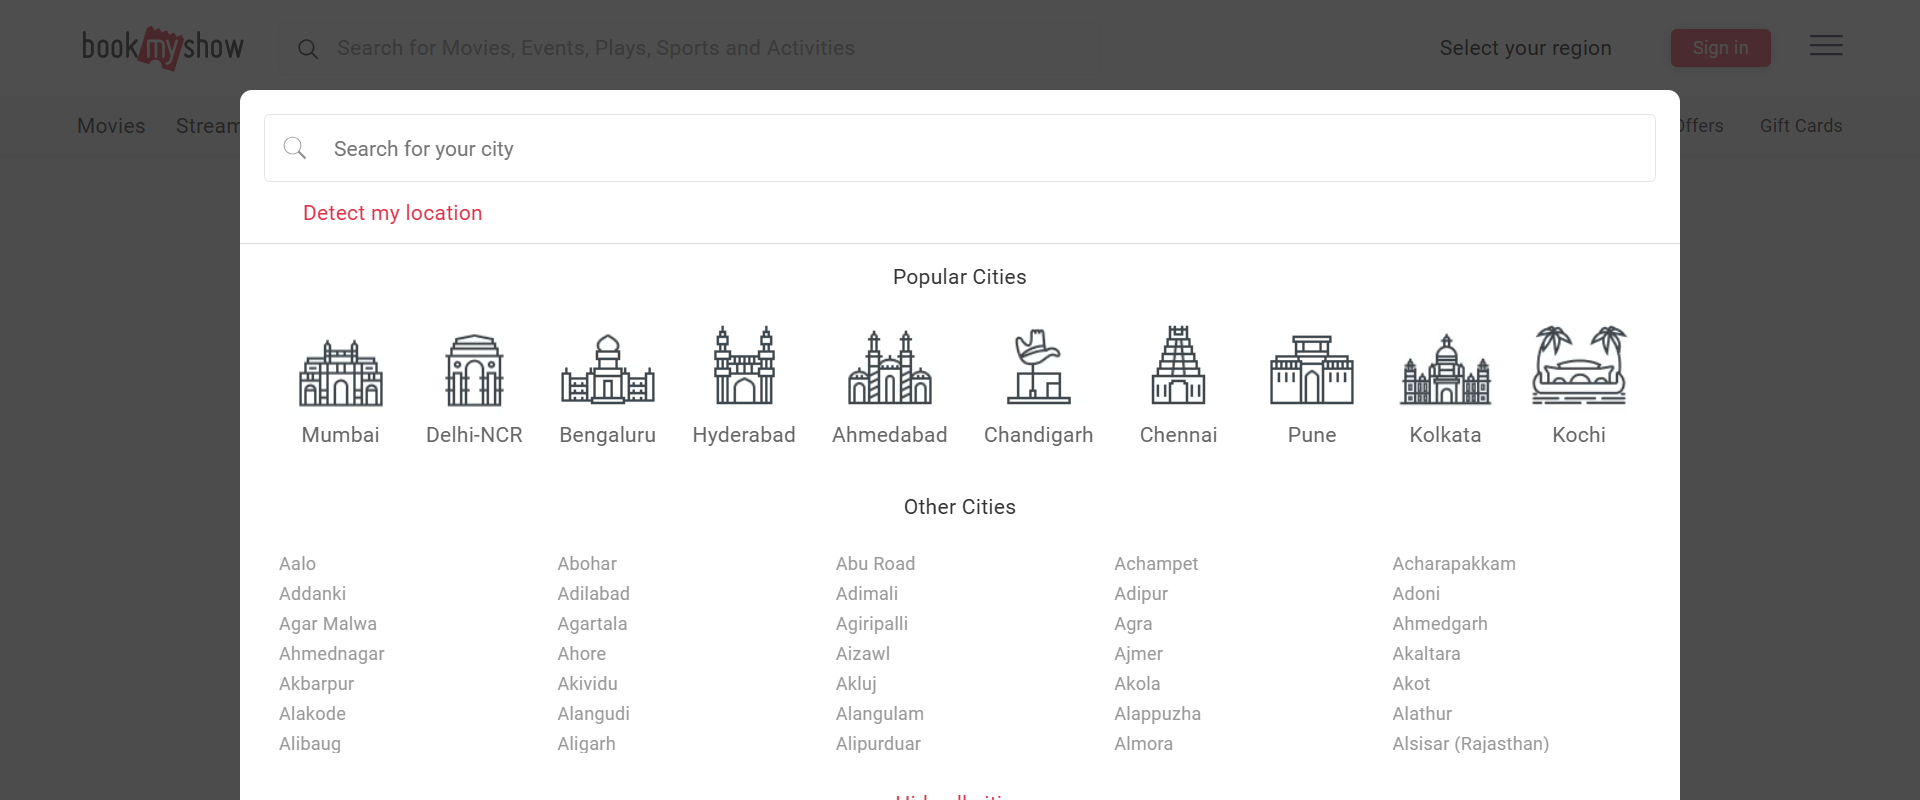 bookmyshow
Search for Movies, Events, Plays, Sports and Activities
Select your region
Sign in
Movies Stream
Offers Gift Cards
Search for your city
Detect my location
Popular Cities
Mumbai Delhi-NCR Bengaluru Hyderabad Ahmedabad Chandigarh Chennai Pune Kolkata Kochi
Other Cities
Aalo Abohar Abu Road Achampet Acharapakkam
Addanki Adilabad Adimali Adipur Adoni
Agar Malwa Agartala Agiripalli Agra Ahmedgarh
Ahmednagar Ahore Aizawl Ajmer Akaltara
Akbarpur Akividu Akluj Akola Akot
Alakode Alangudi Alangulam Alappuzha Alathur
Alibaug Aligarh Alipurduar Almora Alsisar (Rajasthan)